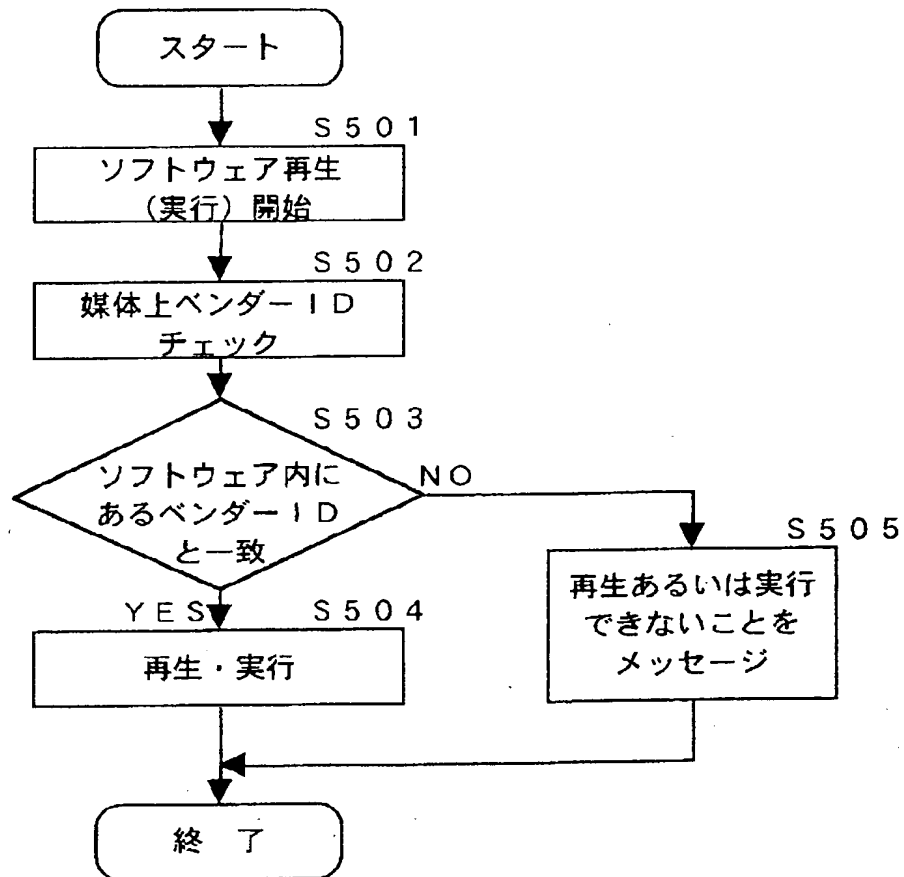 スタート
S501
ソフトウェア再生
(実行)開始
S502
媒体上ベンダーID
チェック
S503
ソフトウェア内に
あるベンダーID
と一致
NO
YES
S504
再生・実行
S505
再生あるいは実行
できないことを
メッセージ
終 了